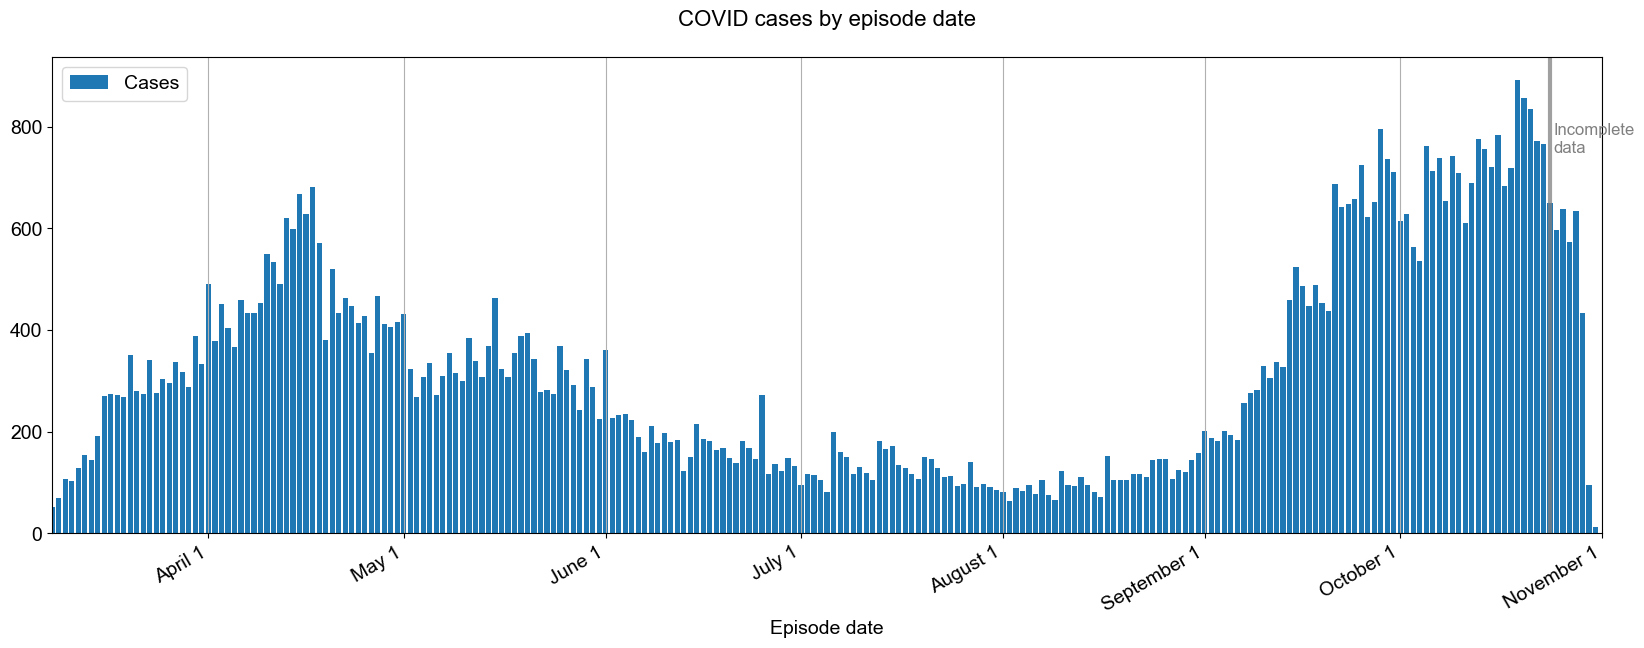 COVID cases by episode date
Cases
800
600
400
200
0
Incomplete
data
April 1
May 1
June 1
July 1
August 1
September 1
October 1
November 1
Episode date